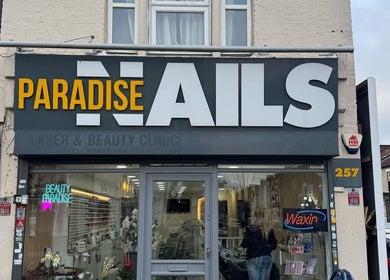 PARADISE NAILS
LASER & BEAUTY CLINIC
257
BEAUTY
PARADISE
Waxin